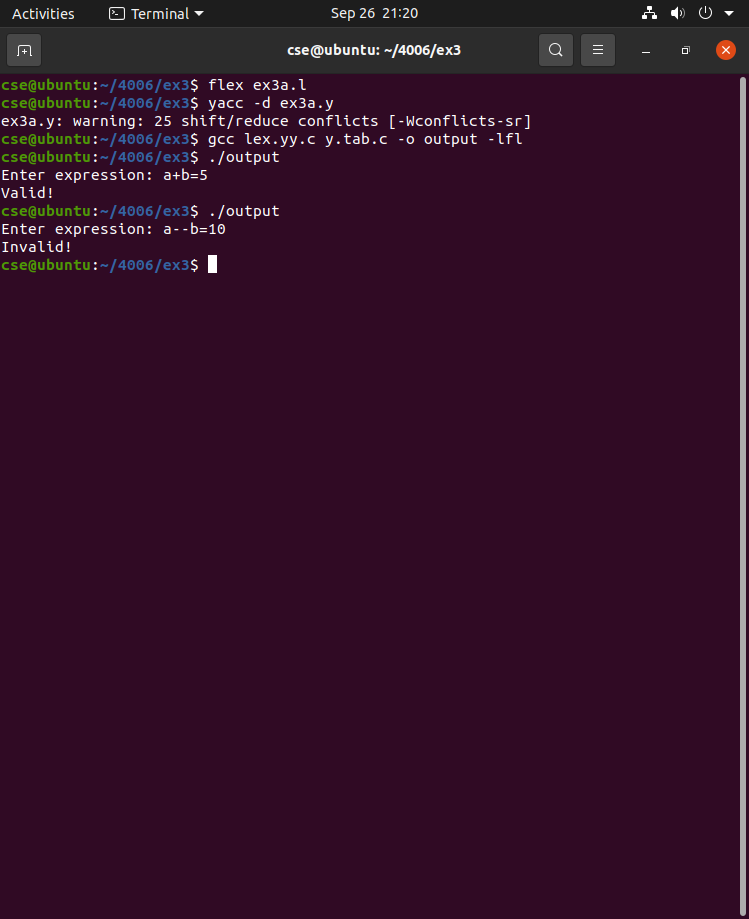 Activities Terminal Sep 26 21:20
cse@ubuntu: ~/4006/ex3
cse@ubuntu:~/4006/ex3$ flex ex3a.l
cse@ubuntu:~/4006/ex3$ yacc -d ex3a.y
ex3a.y: warning: 25 shift/reduce conflicts [-Wconflicts-sr]
cse@ubuntu:~/4006/ex3$ gcc lex.yy.c y.tab.c -o output -lfl
cse@ubuntu:~/4006/ex3$ ./output
Enter expression: a+b=5
Valid!
cse@ubuntu:~/4006/ex3$ ./output
Enter expression: a--b=10
Invalid!
cse@ubuntu:~/4006/ex3$